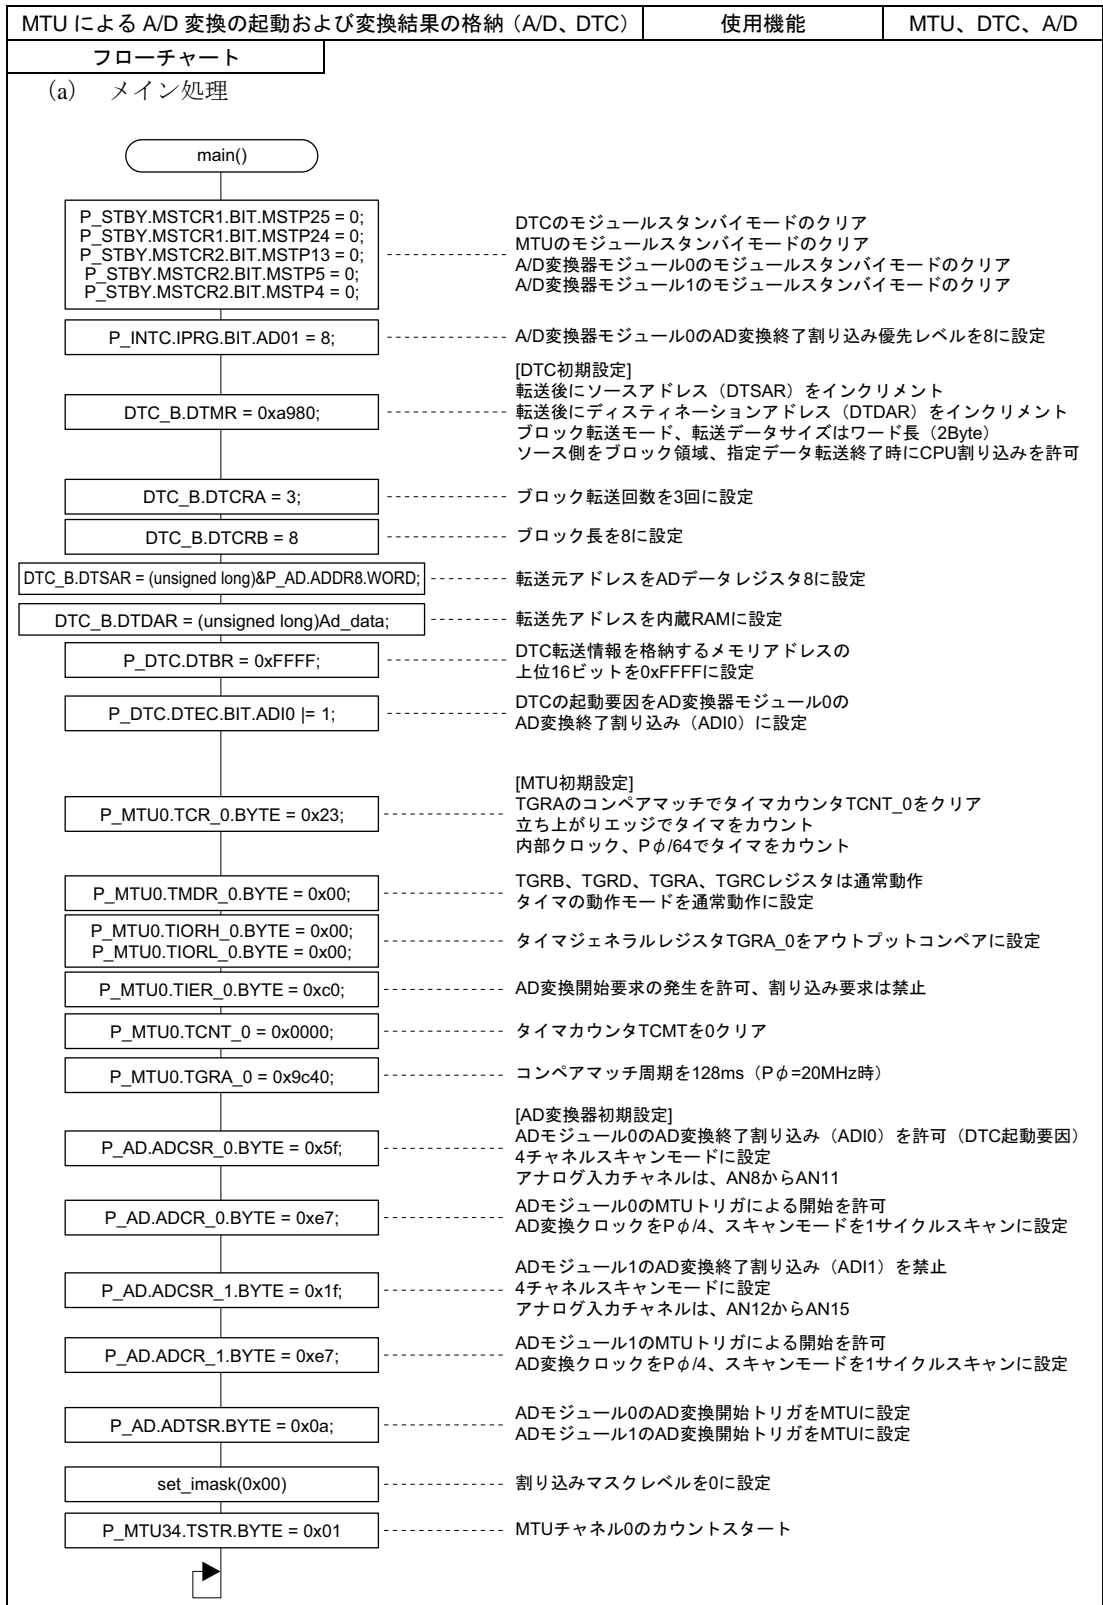 MTU による A/D 変換の起動および変換結果の格納（A/D、DTC） 使用機能 MTU、DTC、A/D
フローチャート
(a) メイン処理
main()
P_STBY.MSTCR1.BIT.MSTP25 = 0;
P_STBY.MSTCR1.BIT.MSTP24 = 0;
P_STBY.MSTCR2.BIT.MSTP13 = 0;
P_STBY.MSTCR2.BIT.MSTP5 = 0;
P_STBY.MSTCR2.BIT.MSTP4 = 0;
DTCのモジュールスタンバイモードのクリア
MTUのモジュールスタンバイモードのクリア
A/D変換器モジュール0のモジュールスタンバイモードのクリア
A/D変換器モジュール1のモジュールスタンバイモードのクリア
P_INTC.IPRG.BIT.AD01 = 8;
A/D変換器モジュール0のAD変換終了割り込み優先レベルを8に設定
DTC_B.DTMR = 0xa980;
[DTC初期設定]
転送後にソースアドレス（DTSAR）をインクリメント
転送後にディスティネーションアドレス（DTDAR）をインクリメント
ブロック転送モード、転送データサイズはワード長（2Byte）
ソース側をブロック領域、指定データ転送終了時にCPU割り込みを許可
DTC_B.DTCRA = 3;
ブロック転送回数を3回に設定
DTC_B.DTCRB = 8
ブロック長を8に設定
DTC_B.DTSAR = (unsigned long)&P_AD.ADDR8.WORD;
転送元アドレスをADデータレジスタ8に設定
DTC_B.DTDAR = (unsigned long)Ad_data;
転送先アドレスを内蔵RAMに設定
P_DTC.DTBR = 0xFFFF;
DTC転送情報を格納するメモリアドレスの
上位16ビットを0xFFFFに設定
P_DTC.DTEC.BIT.ADI0 |= 1;
DTCの起動要因をAD変換器モジュール0の
AD変換終了割り込み（ADI0）に設定
P_MTU0.TCR_0.BYTE = 0x23;
[MTU初期設定]
TGRAのコンペアマッチでタイマカウンタTCNT_0をクリア
立ち上がりエッジでタイマをカウント
内部クロック、Pφ/64でタイマをカウント
P_MTU0.TMDR_0.BYTE = 0x00;
TGRB、TGRD、TGRA、TGRCレジスタは通常動作
タイマの動作モードを通常動作に設定
P_MTU0.TIORH_0.BYTE = 0x00;
P_MTU0.TIORL_0.BYTE = 0x00;
タイマジェネラルレジスタTGRA_0をアウトプットコンペアに設定
P_MTU0.TIER_0.BYTE = 0xc0;
AD変換開始要求の発生を許可、割り込み要求は禁止
P_MTU0.TCNT_0 = 0x0000;
タイマカウンタTCMTを0クリア
P_MTU0.TGRA_0 = 0x9c40;
コンペアマッチ周期を128ms（Pφ=20MHz時）
P_AD.ADCSR_0.BYTE = 0x5f;
[AD変換器初期設定]
ADモジュール0のAD変換終了割り込み（ADI0）を許可（DTC起動要因）
4チャネルスキャンモードに設定
アナログ入力チャネルは、AN8からAN11
P_AD.ADCR_0.BYTE = 0xe7;
ADモジュール0のMTUトリガによる開始を許可
AD変換クロックをPφ/4、スキャンモードを1サイクルスキャンに設定
P_AD.ADCSR_1.BYTE = 0x1f;
ADモジュール1のAD変換終了割り込み（ADI1）を禁止
4チャネルスキャンモードに設定
アナログ入力チャネルは、AN12からAN15
P_AD.ADCR_1.BYTE = 0xe7;
ADモジュール1のMTUトリガによる開始を許可
AD変換クロックをPφ/4、スキャンモードを1サイクルスキャンに設定
P_AD.ADTSR.BYTE = 0x0a;
ADモジュール0のAD変換開始トリガをMTUに設定
ADモジュール1のAD変換開始トリガをMTUに設定
set_imask(0x00)
割り込みマスクレベルを0に設定
P_MTU34.TSTR.BYTE = 0x01
MTUチャネル0のカウントスタート